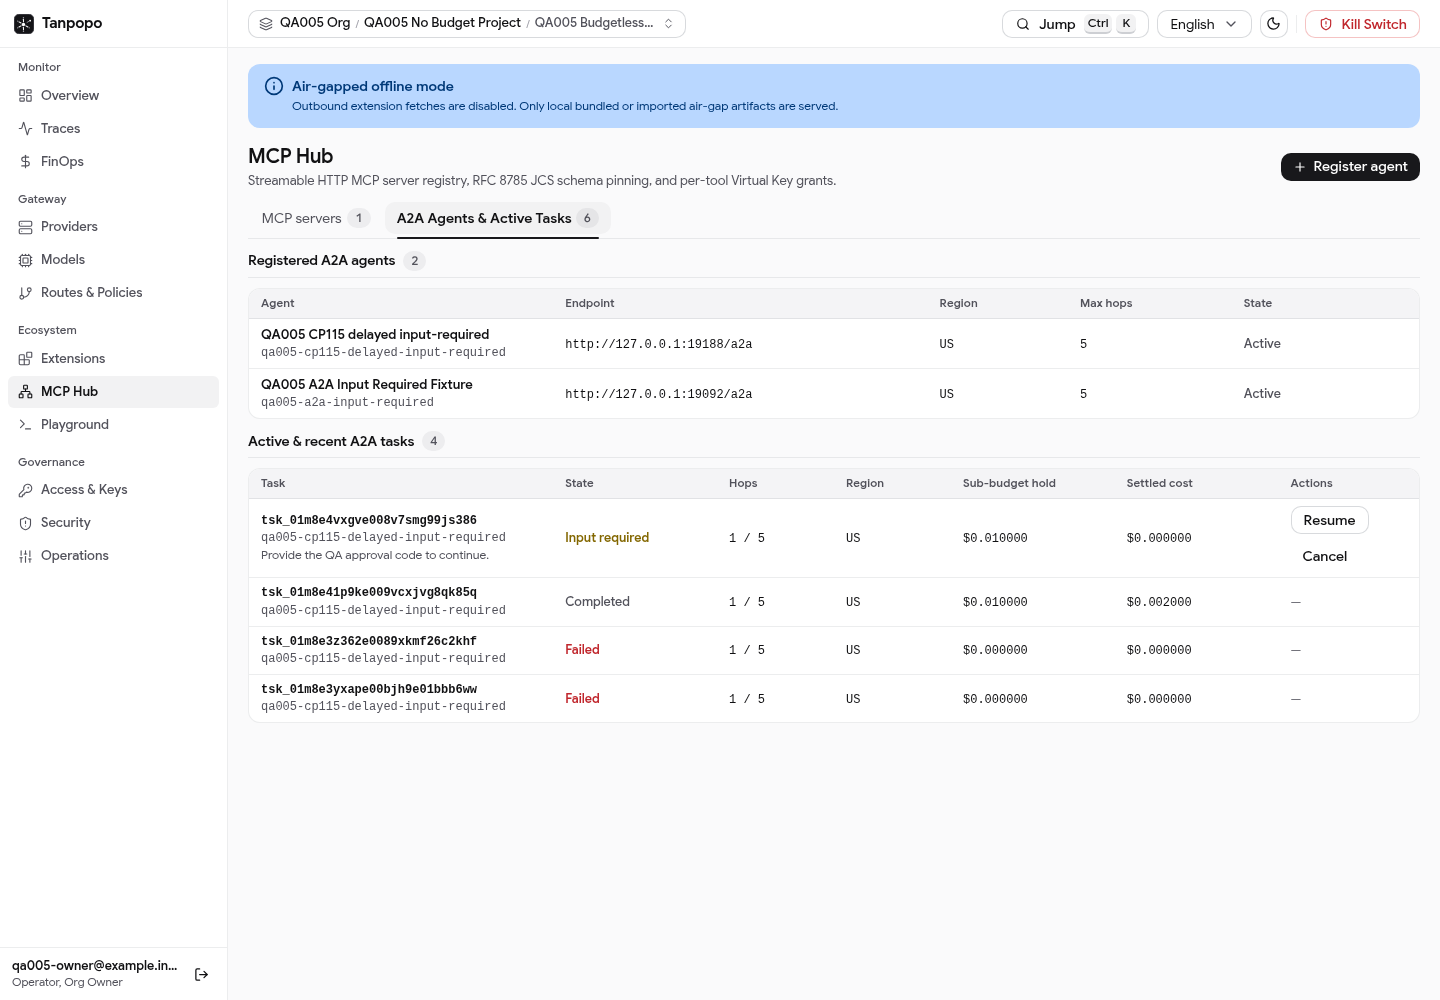 Tanpopo
QA005 Org / QA005 No Budget Project / QA005 Budgetless...
Jump Ctrl K
English
Kill Switch
Monitor
Overview
Traces
FinOps
Gateway
Providers
Models
Routes & Policies
Ecosystem
Extensions
MCP Hub
Playground
Governance
Access & Keys
Security
Operations
qa005-owner@example.in...
Operator, Org Owner
Air-gapped offline mode
Outbound extension fetches are disabled. Only local bundled or imported air-gap artifacts are served.
MCP Hub
Streamable HTTP MCP server registry, RFC 8785 JCS schema pinning, and per-tool Virtual Key grants.
Register agent
MCP servers 1 A2A Agents & Active Tasks 6
Registered A2A agents 2
Agent Endpoint Region Max hops State
QA005 CP115 delayed input-required
qa005-cp115-delayed-input-required
http://127.0.0.1:19188/a2a US 5 Active
QA005 A2A Input Required Fixture
qa005-a2a-input-required
http://127.0.0.1:19092/a2a US 5 Active
Active & recent A2A tasks 4
Task State Hops Region Sub-budget hold Settled cost Actions
tsk_01m8e4vxgve008v7smg99js386
qa005-cp115-delayed-input-required
Provide the QA approval code to continue.
Input required 1 / 5 US $0.010000 $0.000000
Resume
Cancel
tsk_01m8e41p9ke009vcxjvg8qk85q
qa005-cp115-delayed-input-required
Completed 1 / 5 US $0.010000 $0.002000 —
tsk_01m8e3z362e0089xkmf26c2khf
qa005-cp115-delayed-input-required
Failed 1 / 5 US $0.000000 $0.000000 —
tsk_01m8e3yxape00bjh9e01bbb6ww
qa005-cp115-delayed-input-required
Failed 1 / 5 US $0.000000 $0.000000 —